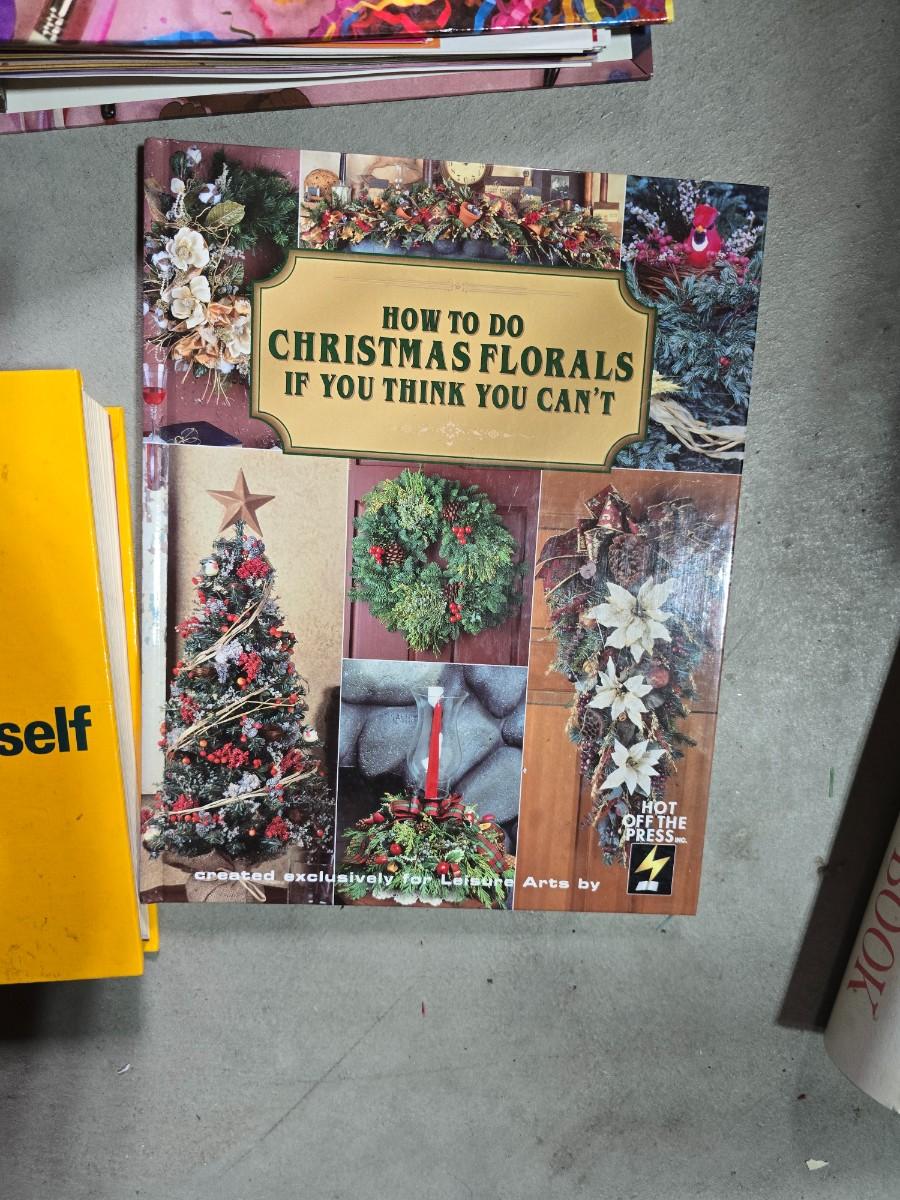 HOW TO DO
CHRISTMAS FLORALS
IF YOU THINK YOU CAN'T
HOT
OFF THE
PRESS INC.
created exclusively for Leisure Arts by
self
BOOK